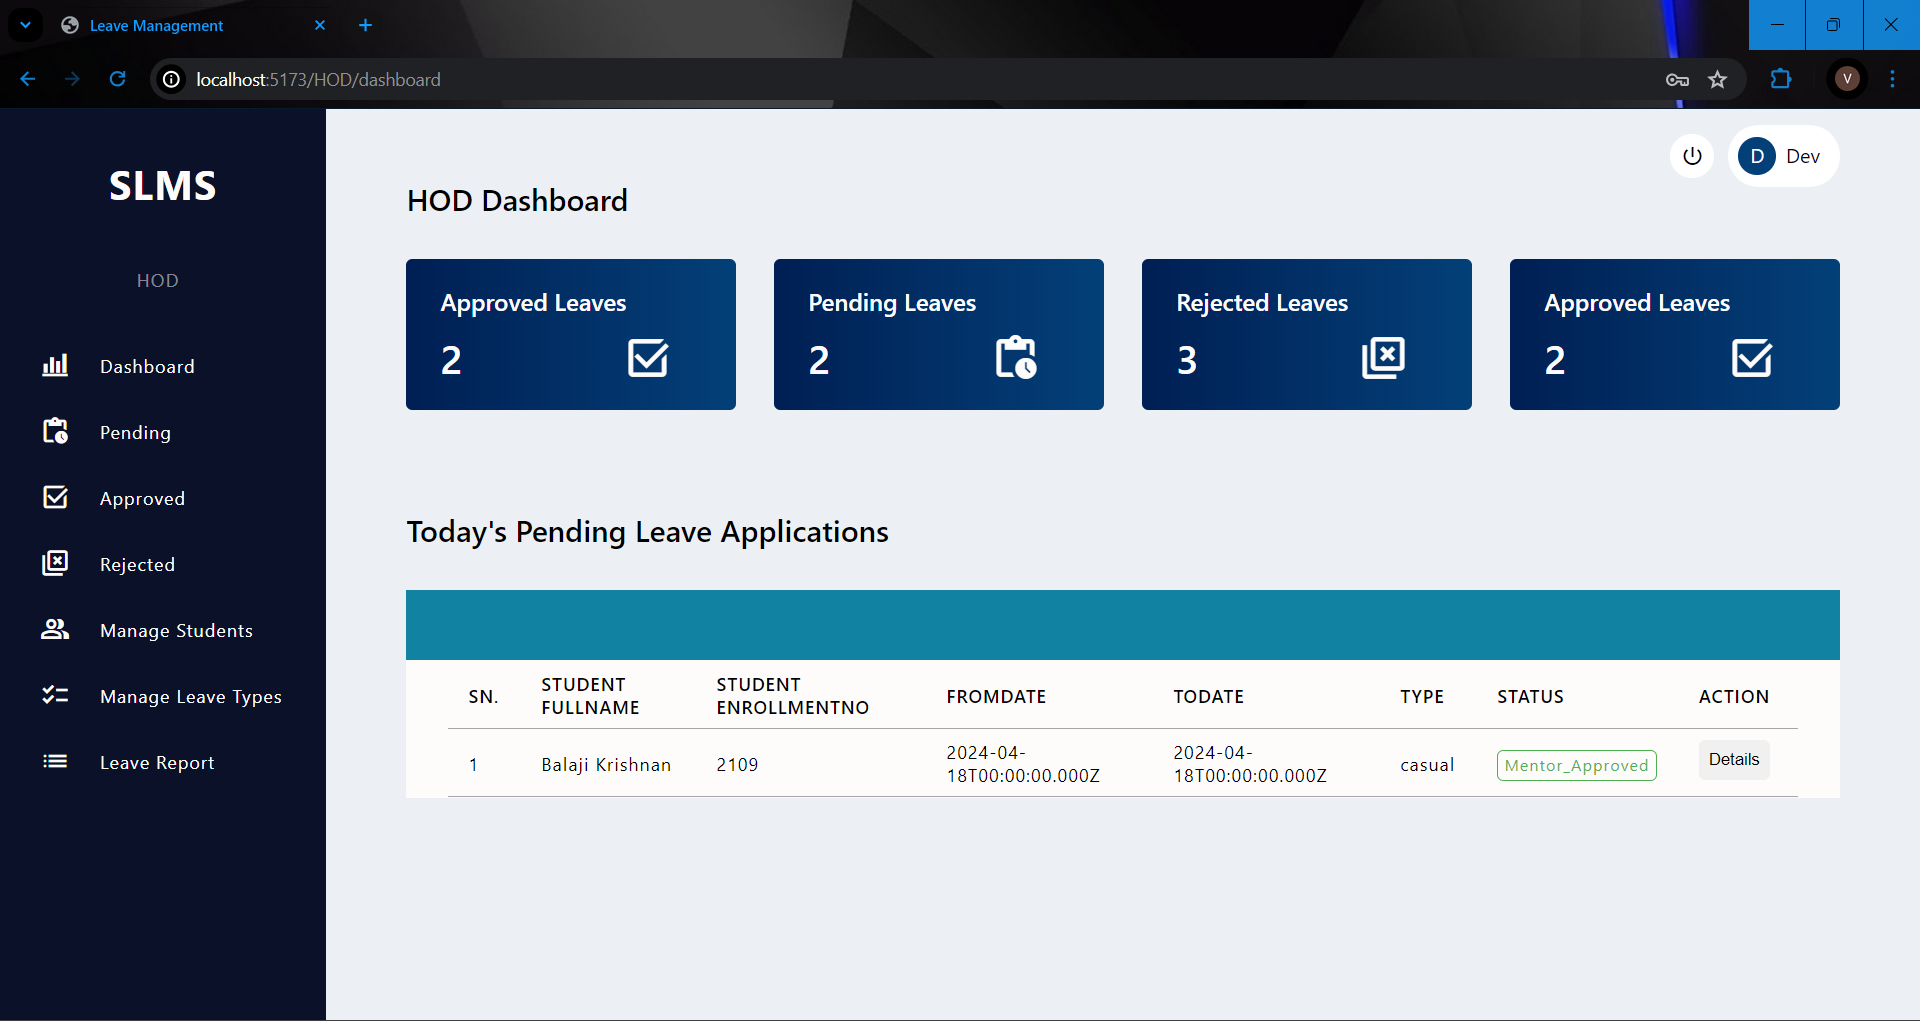 Leave Management
localhost:5173/HOD/dashboard
V
SLMS
HOD
Dashboard
Pending
Approved
Rejected
Manage Students
Manage Leave Types
Leave Report
D Dev
HOD Dashboard
Approved Leaves
2
Pending Leaves
2
Rejected Leaves
3
Approved Leaves
2
Today's Pending Leave Applications
SN. STUDENT FULLNAME STUDENT ENROLLMENTNO FROMDATE TODATE TYPE STATUS ACTION
1 Balaji Krishnan 2109 2024-04-18T00:00:00.000Z 2024-04-18T00:00:00.000Z casual Mentor_Approved Details